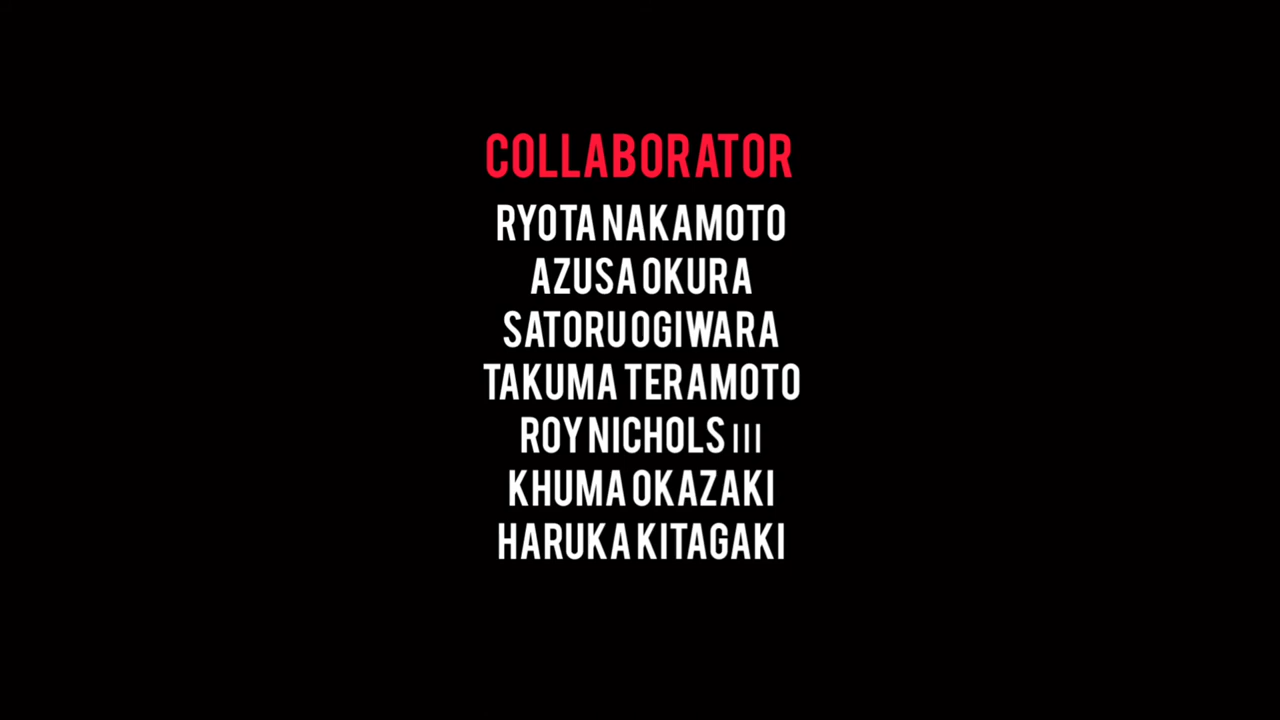 COLLABORATOR
RYOTA NAKAMOTO
AZUSA OKURA
SATORU OGIWARA
TAKUMA TERAMOTO
ROY NICHOLS III
KHUMA OKAZAKI
HARUKA KITAGAKI